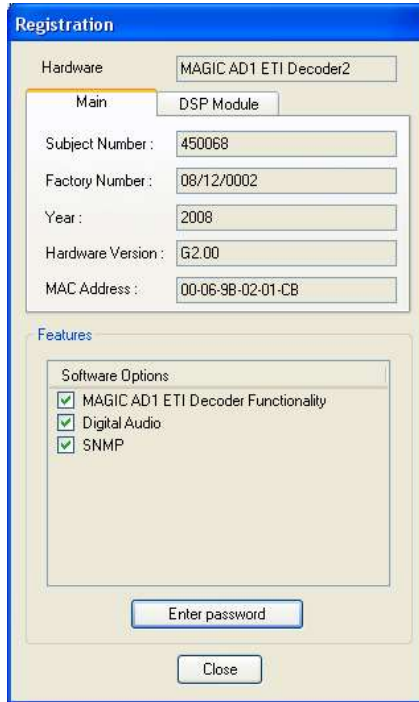 Registration
Hardware MAGIC AD1 ETI Decoder2
Main DSP Module
Subject Number : 450068
Factory Number : 08/12/0002
Year : 2008
Hardware Version : G2.00
MAC Address : 00-06-9B-02-01-CB
Features
Software Options
MAGIC AD1 ETI Decoder Functionality
Digital Audio
SNMP
Enter password
Close